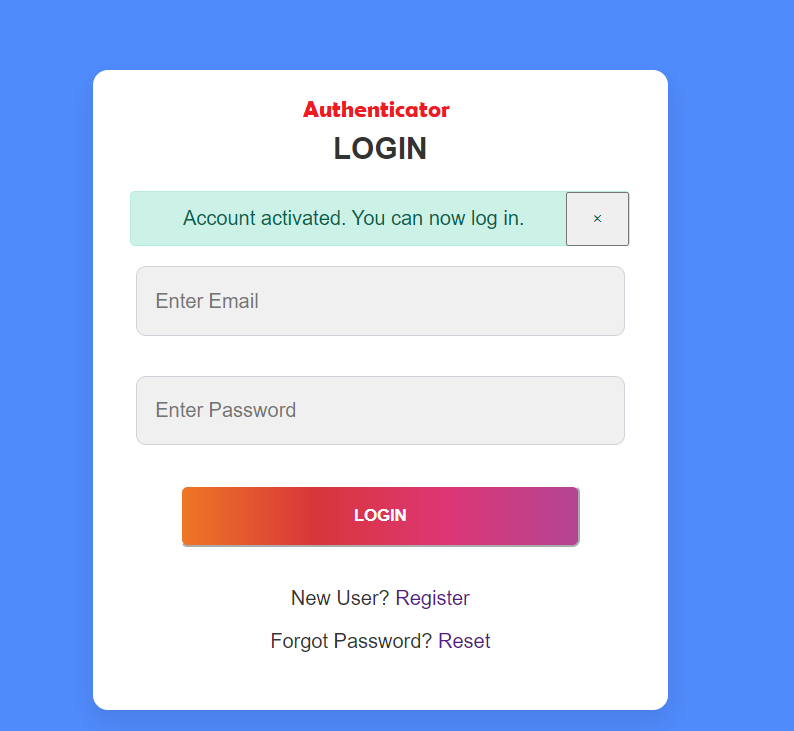 Authenticator
LOGIN
Account activated. You can now log in. ×
Enter Email
Enter Password
LOGIN
New User? Register
Forgot Password? Reset